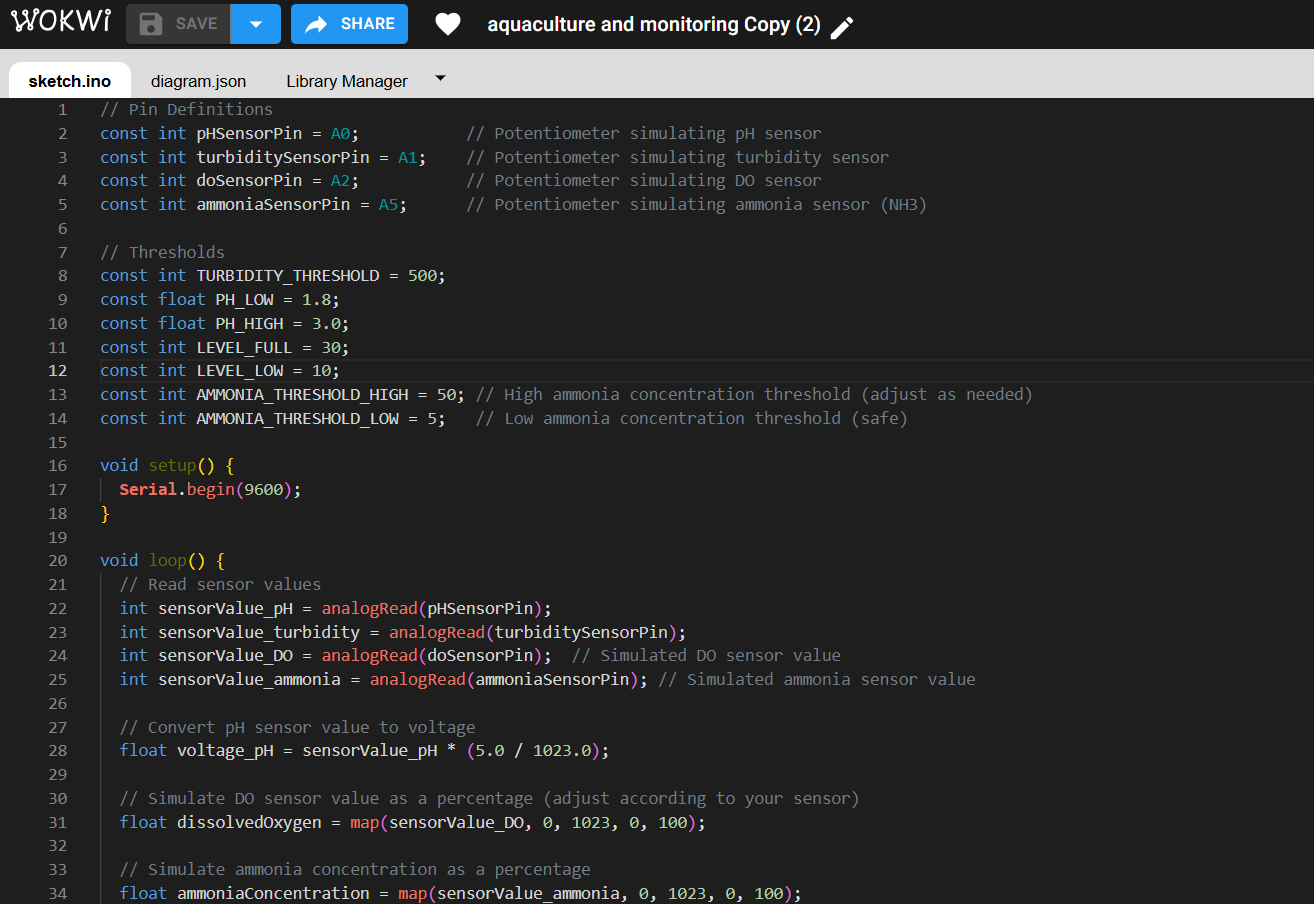 WOKWi SAVE SHARE aquaculture and monitoring Copy (2)
sketch.ino diagram.json Library Manager
1 // Pin Definitions
2 const int pHSensorPin = A0; // Potentiometer simulating pH sensor
3 const int turbiditySensorPin = A1; // Potentiometer simulating turbidity sensor
4 const int doSensorPin = A2; // Potentiometer simulating DO sensor
5 const int ammoniaSensorPin = A5; // Potentiometer simulating ammonia sensor (NH3)
6
7 // Thresholds
8 const int TURBIDITY_THRESHOLD = 500;
9 const float PH_LOW = 1.8;
10 const float PH_HIGH = 3.0;
11 const int LEVEL_FULL = 30;
12 const int LEVEL_LOW = 10;
13 const int AMMONIA_THRESHOLD_HIGH = 50; // High ammonia concentration threshold (adjust as needed)
14 const int AMMONIA_THRESHOLD_LOW = 5; // Low ammonia concentration threshold (safe)
15
16 void setup() {
17 Serial.begin(9600);
18 }
19
20 void loop() {
21 // Read sensor values
22 int sensorValue_pH = analogRead(pHSensorPin);
23 int sensorValue_turbidity = analogRead(turbiditySensorPin);
24 int sensorValue_DO = analogRead(doSensorPin); // Simulated DO sensor value
25 int sensorValue_ammonia = analogRead(ammoniaSensorPin); // Simulated ammonia sensor value
26
27 // Convert pH sensor value to voltage
28 float voltage_pH = sensorValue_pH * (5.0 / 1023.0);
29
30 // Simulate DO sensor value as a percentage (adjust according to your sensor)
31 float dissolvedOxygen = map(sensorValue_DO, 0, 1023, 0, 100);
32
33 // Simulate ammonia concentration as a percentage
34 float ammoniaConcentration = map(sensorValue_ammonia, 0, 1023, 0, 100);